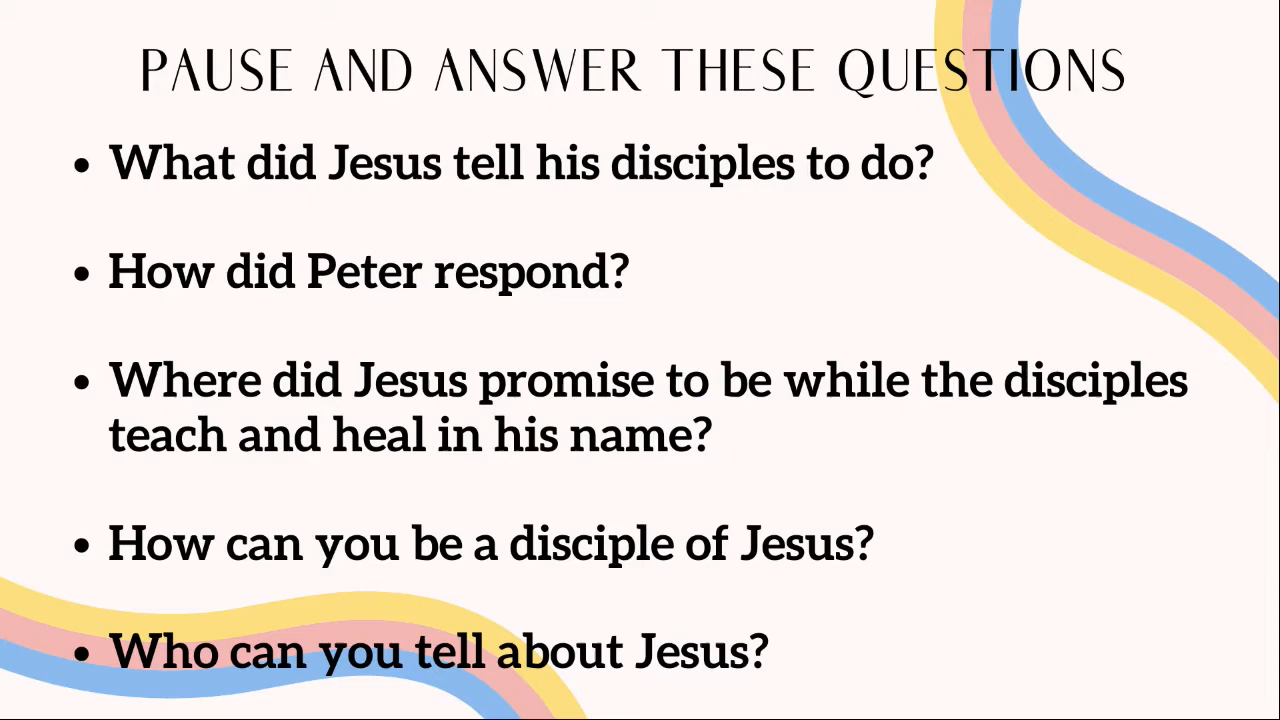 PAUSE AND ANSWER THESE QUESTIONS
• What did Jesus tell his disciples to do?
• How did Peter respond?
• Where did Jesus promise to be while the disciples
teach and heal in his name?
• How can you be a disciple of Jesus?
• Who can you tell about Jesus?